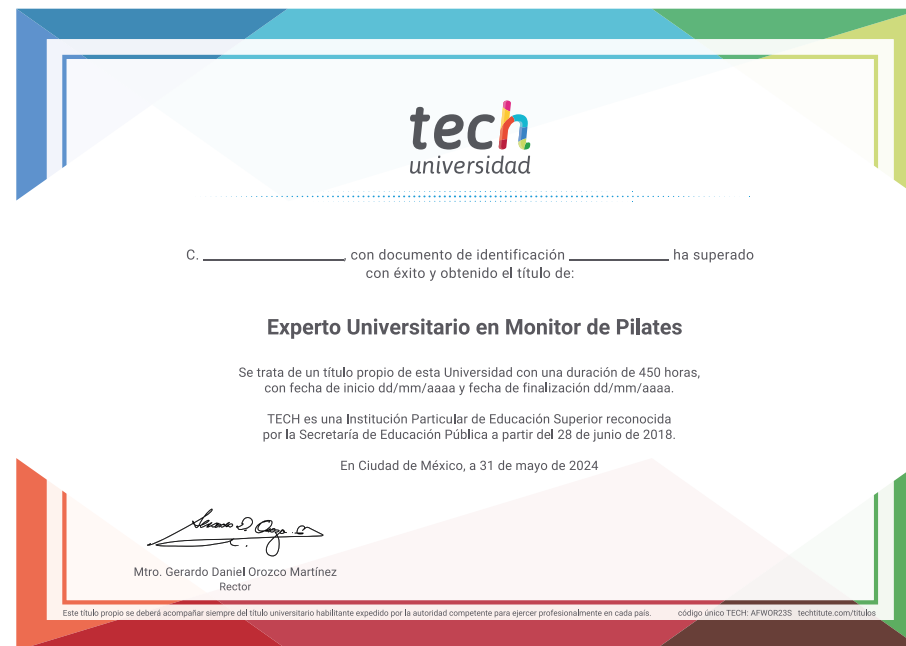 tech
universidad
C. ____________, con documento de identificación ____________ ha superado
con éxito y obtenido el título de:
Experto Universitario en Monitor de Pilates
Se trata de un título propio de esta Universidad con una duración de 450 horas,
con fecha de inicio dd/mm/aaaa y fecha de finalización dd/mm/aaaa.
TECH es una Institución Particular de Educación Superior reconocida
por la Secretaría de Educación Pública a partir del 28 de junio de 2018.
En Ciudad de México, a 31 de mayo de 2024
Mtro. Gerardo Daniel Orozco Martínez
Rector
Este título propio se deberá acompañar siempre del título universitario habilitante expedido por la autoridad competente para ejercer profesionalmente en cada país. código único TECH: AFWOR23S techtitute.com/titulos